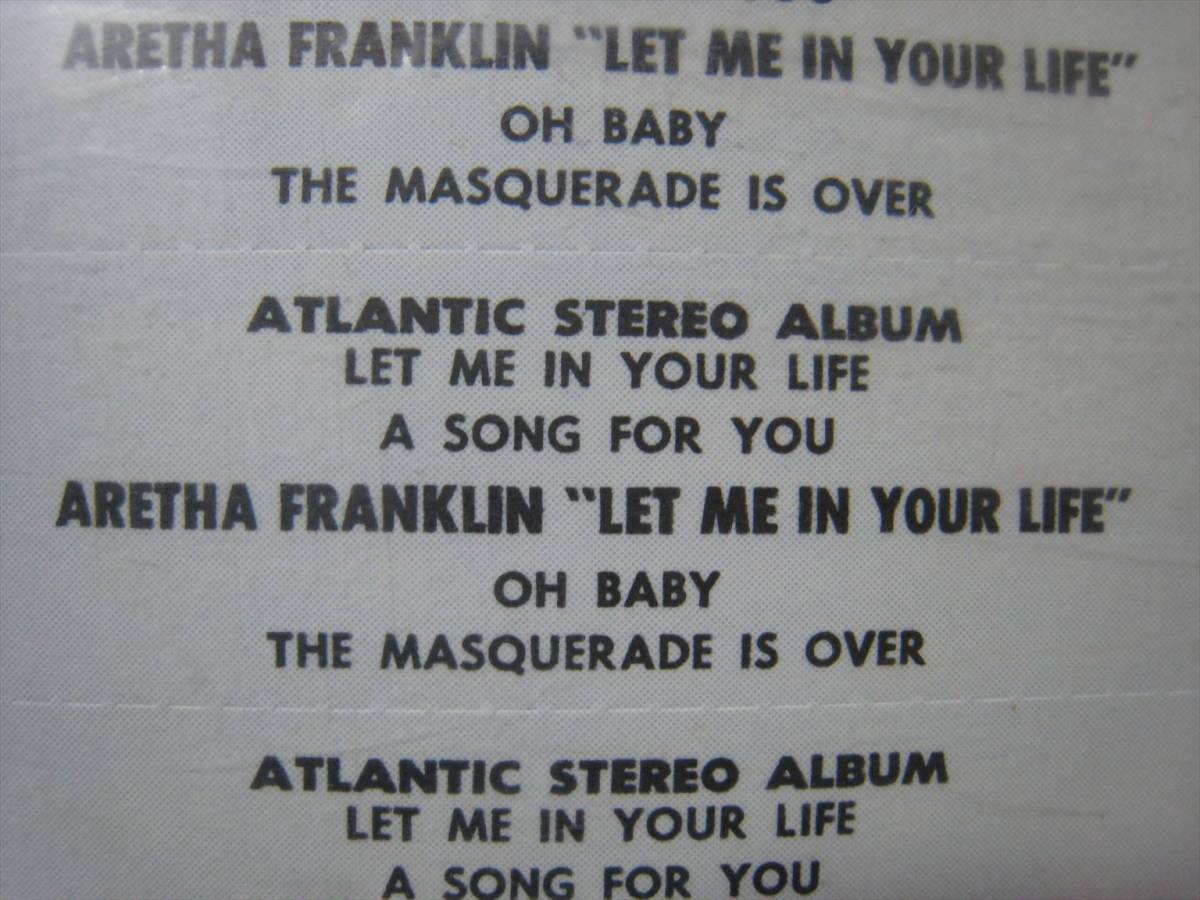 ARETHA FRANKLIN "LET ME IN YOUR LIFE"
OH BABY
THE MASQUERADE IS OVER
ATLANTIC STEREO ALBUM
LET ME IN YOUR LIFE
A SONG FOR YOU
ARETHA FRANKLIN "LET ME IN YOUR LIFE"
OH BABY
THE MASQUERADE IS OVER
ATLANTIC STEREO ALBUM
LET ME IN YOUR LIFE
A SONG FOR YOU